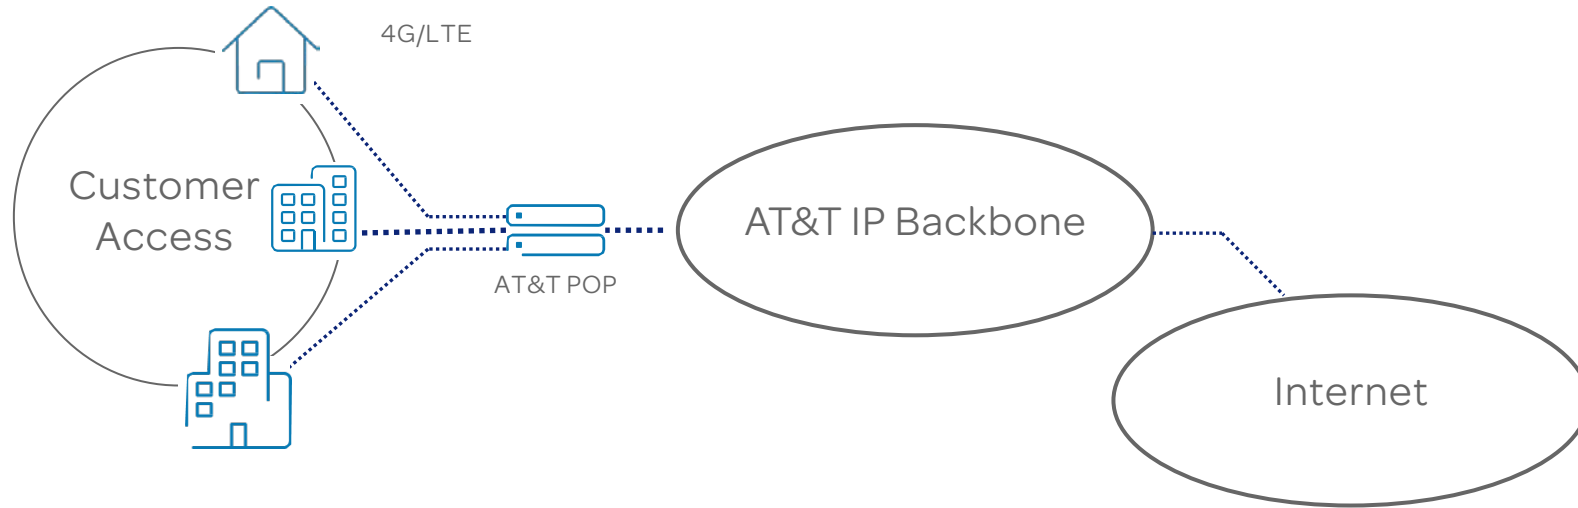 4G/LTE
Customer
Access
AT&T POP
AT&T IP Backbone
Internet